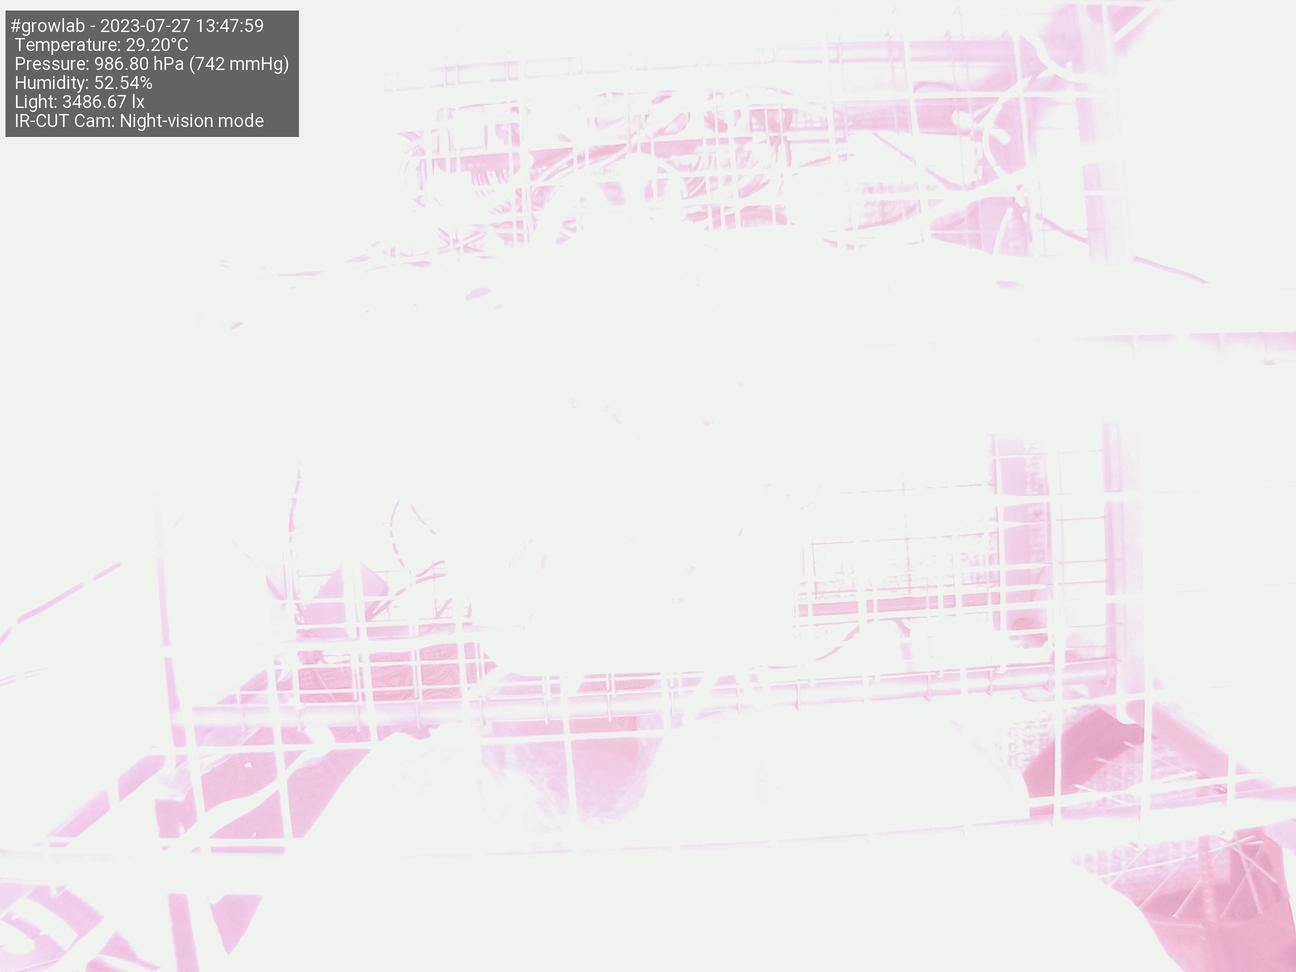 #growlab - 2023-07-27 13:47:59
Temperature: 29.20°C
Pressure: 986.80 hPa (742 mmHg)
Humidity: 52.54%
Light: 3486.67 lx
IR-CUT Cam: Night-vision mode